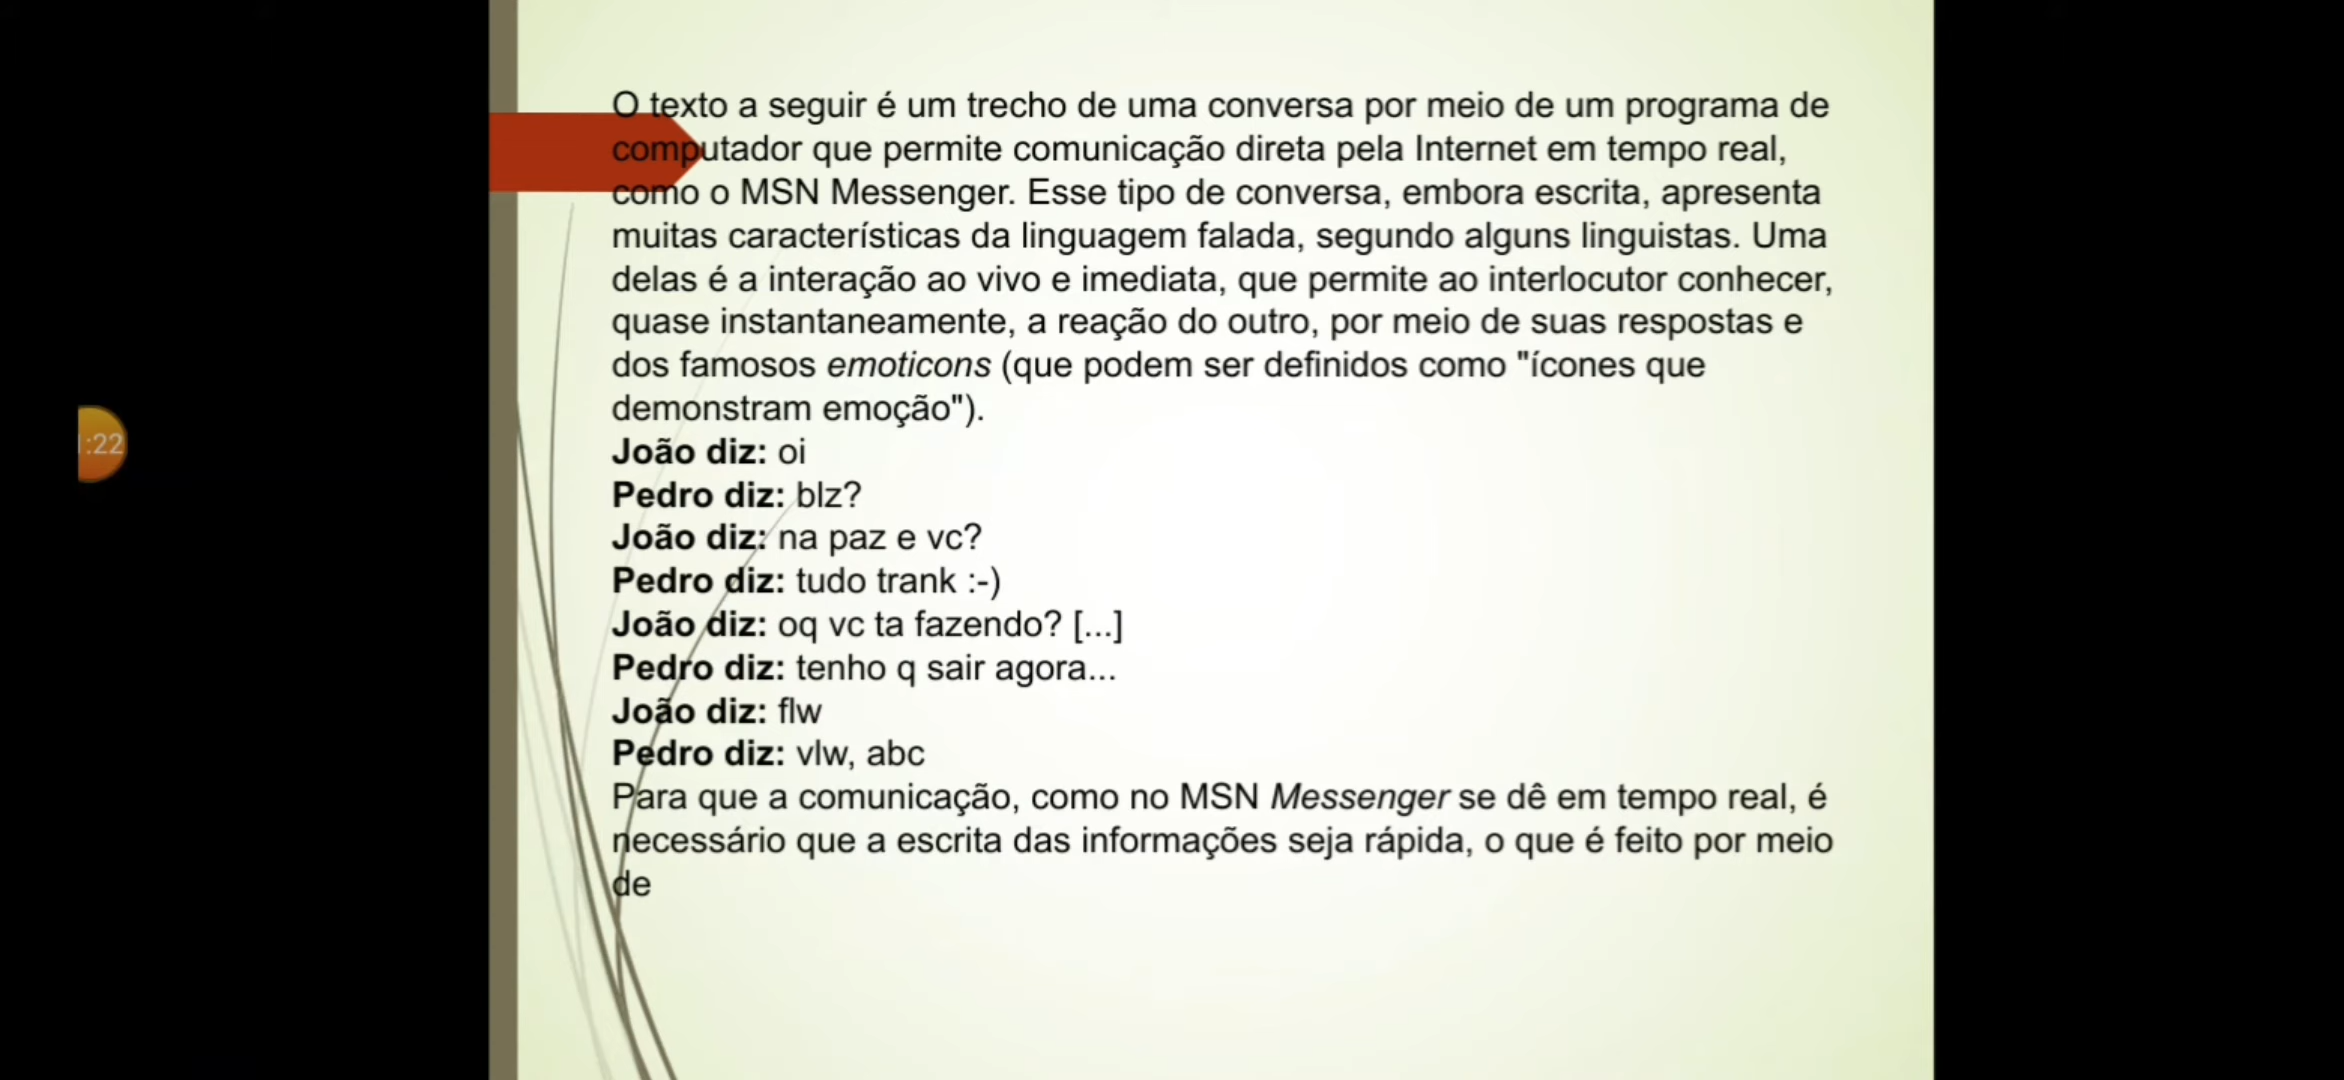 O texto a seguir é um trecho de uma conversa por meio de um programa de
computador que permite comunicação direta pela Internet em tempo real,
como o MSN Messenger. Esse tipo de conversa, embora escrita, apresenta
muitas características da linguagem falada, segundo alguns linguistas. Uma
delas é a interação ao vivo e imediata, que permite ao interlocutor conhecer,
quase instantaneamente, a reação do outro, por meio de suas respostas e
dos famosos emoticons (que podem ser definidos como "ícones que
demonstram emoção").
:22
João diz: oi
Pedro diz: blz?
João diz: na paz e vc?
Pedro diz: tudo trank :-)
João diz: oq vc ta fazendo? [...]
Pedro diz: tenho q sair agora...
João diz: flw
Pedro diz: vlw, abc
Para que a comunicação, como no MSN Messenger se dê em tempo real, é
necessário que a escrita das informações seja rápida, o que é feito por meio
de